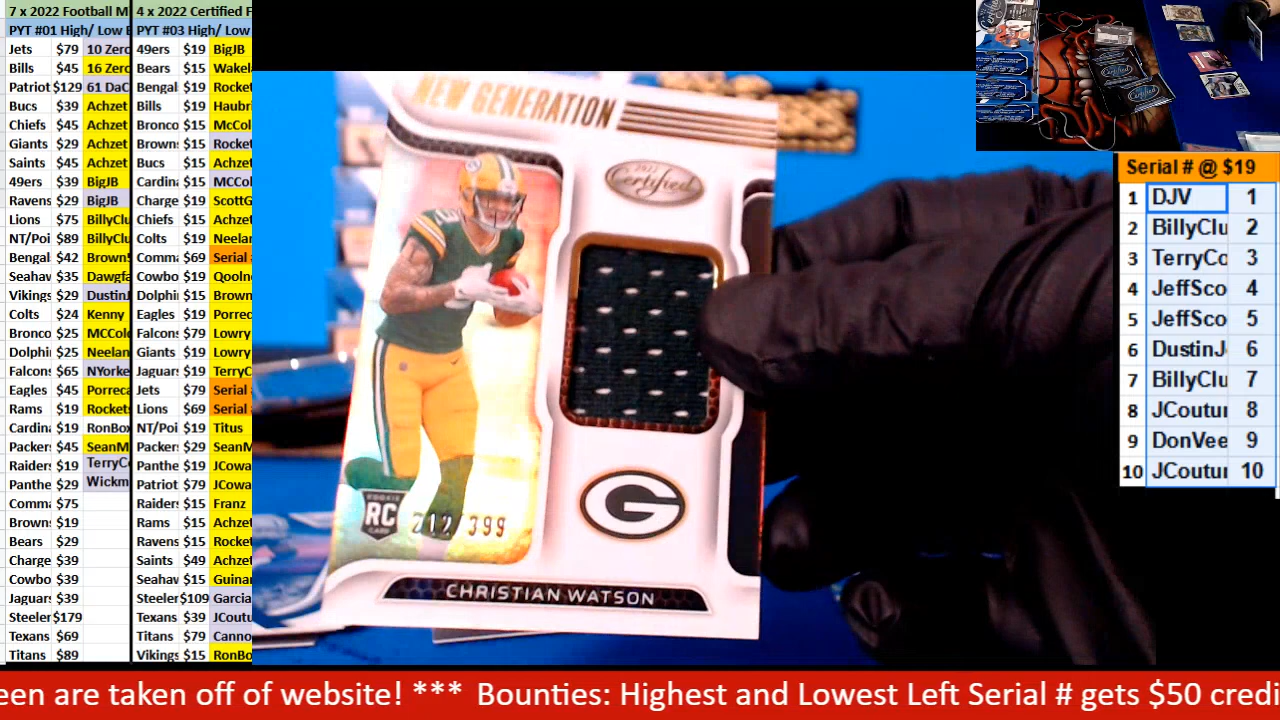 7 x 2022 Football M
PYT #01 High/ Low B
Jets $79 10 Zero
Bills $45 16 Zero
Patriot $129 61 DaC
Bucs $39 Achzet
Chiefs $45 Achzet
Giants $29 Achzet
Saints $45 Achzet
49ers $39 BigJB
Ravens $29 BigJB
Lions $75 BillyClu
NT/Poi $89 BillyClu
Bengal $42 Brown
Seahaw $35 Dawgfa
Vikings $29 DustinJ
Colts $24 Kenny
Bronco $25 MCCole
Dolphi $25 Neelan
Falcons $65 NYorke
Eagles $45 Porreca
Rams $19 Rockets
Cardina $19 RonBox
Packers $45 SeanM
Raiders $19 TerryCo
Panthe $29 Wickm
Comma $75
Browns $19
Bears $29
Charge $39
Cowbo $39
Jaguars $39
Steeler $179
Texans $69
Titans $89
4 x 2022 Certified F
PYT #03 High/ Low
49ers $19 BigJB
Bears $15 Wakel
Bengal $19 Rocket
Bills $19 Haubri
Bronco $15 McCol
Brown $15 Rocket
Bucs $15 Achzet
Cardina $15 MCCol
Charge $19 ScottG
Chiefs $15 Achzet
Colts $19 Neelan
Comma $69 Serial
Cowbo $19 Qooln
Dolphi $15 Brown
Eagles $19 Porrec
Falcons $79 Lowry
Giants $19 Lowry
Jaguars $19 TerryC
Jets $79 Serial
Lions $69 Serial
NT/Poi $19 Titus
Packers $29 SeanM
Panthe $19 JCowa
Patriot $79 JCowa
Raiders $15 Franz
Rams $15 Achzet
Ravens $15 Rocket
Saints $49 Achzet
Seahaw $15 Guinar
Steeler $109 Garcia
Texans $39 JCoutu
Titans $79 Canno
Vikings $15 RonBo
NEW GENERATION
2022
Certified
ROOKIE
RC
CARD
212/399
G
CHRISTIAN WATSON
Certified
Serial # @ $19
1 DJV 1
2 BillyClu 2
3 TerryCo 3
4 JeffSco 4
5 JeffSco 5
6 DustinJ 6
7 BillyClu 7
8 JCoutur 8
9 DonVee 9
10 JCoutur 10
een are taken off of website! *** Bounties: Highest and Lowest Left Serial # gets $50 credi